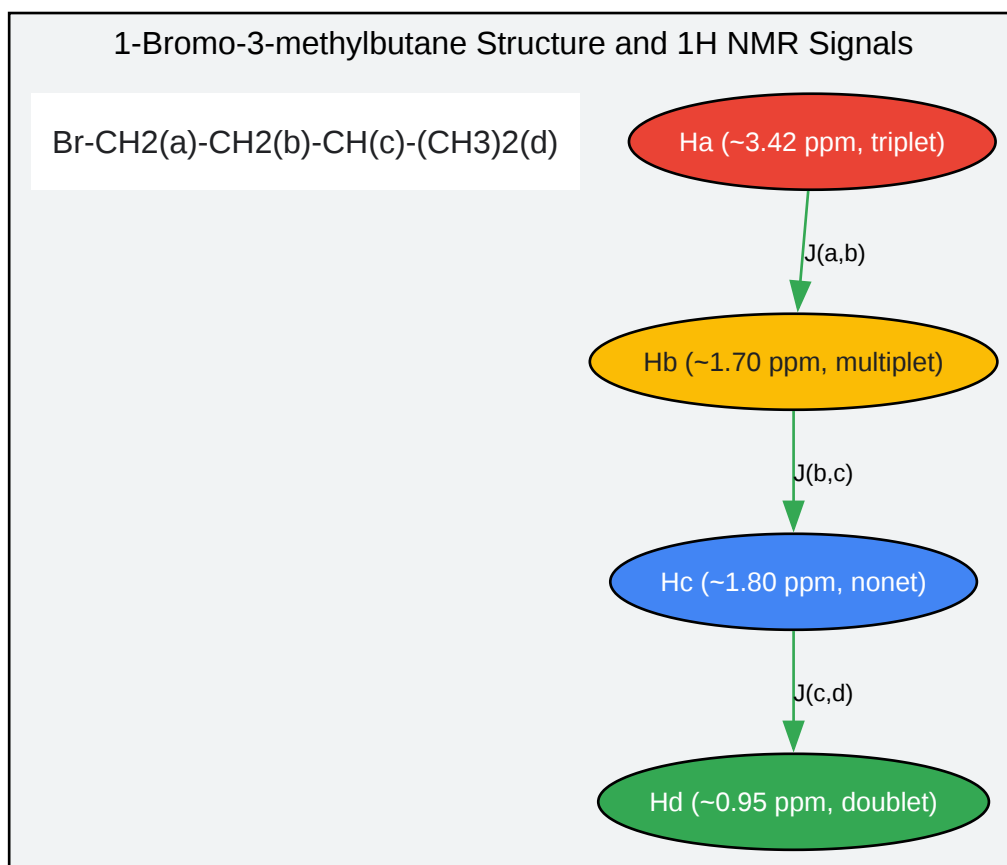 1-Bromo-3-methylbutane Structure and 1H NMR Signals
Br-CH2(a)-CH2(b)-CH(c)-(CH3)2(d)
Ha (~3.42 ppm, triplet)
J(a,b)
Hb (~1.70 ppm, multiplet)
J(b,c)
Hc (~1.80 ppm, nonet)
J(c,d)
Hd (~0.95 ppm, doublet)